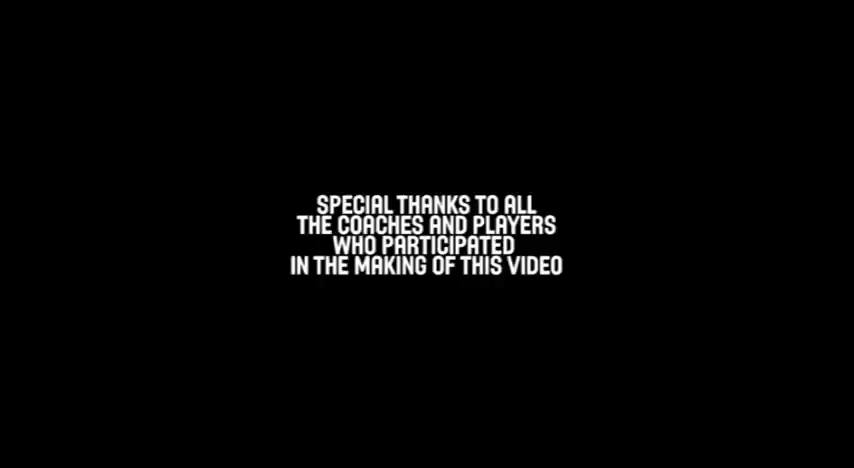 SPECIAL THANKS TO ALL
THE COACHES AND PLAYERS
WHO PARTICIPATED
IN THE MAKING OF THIS VIDEO